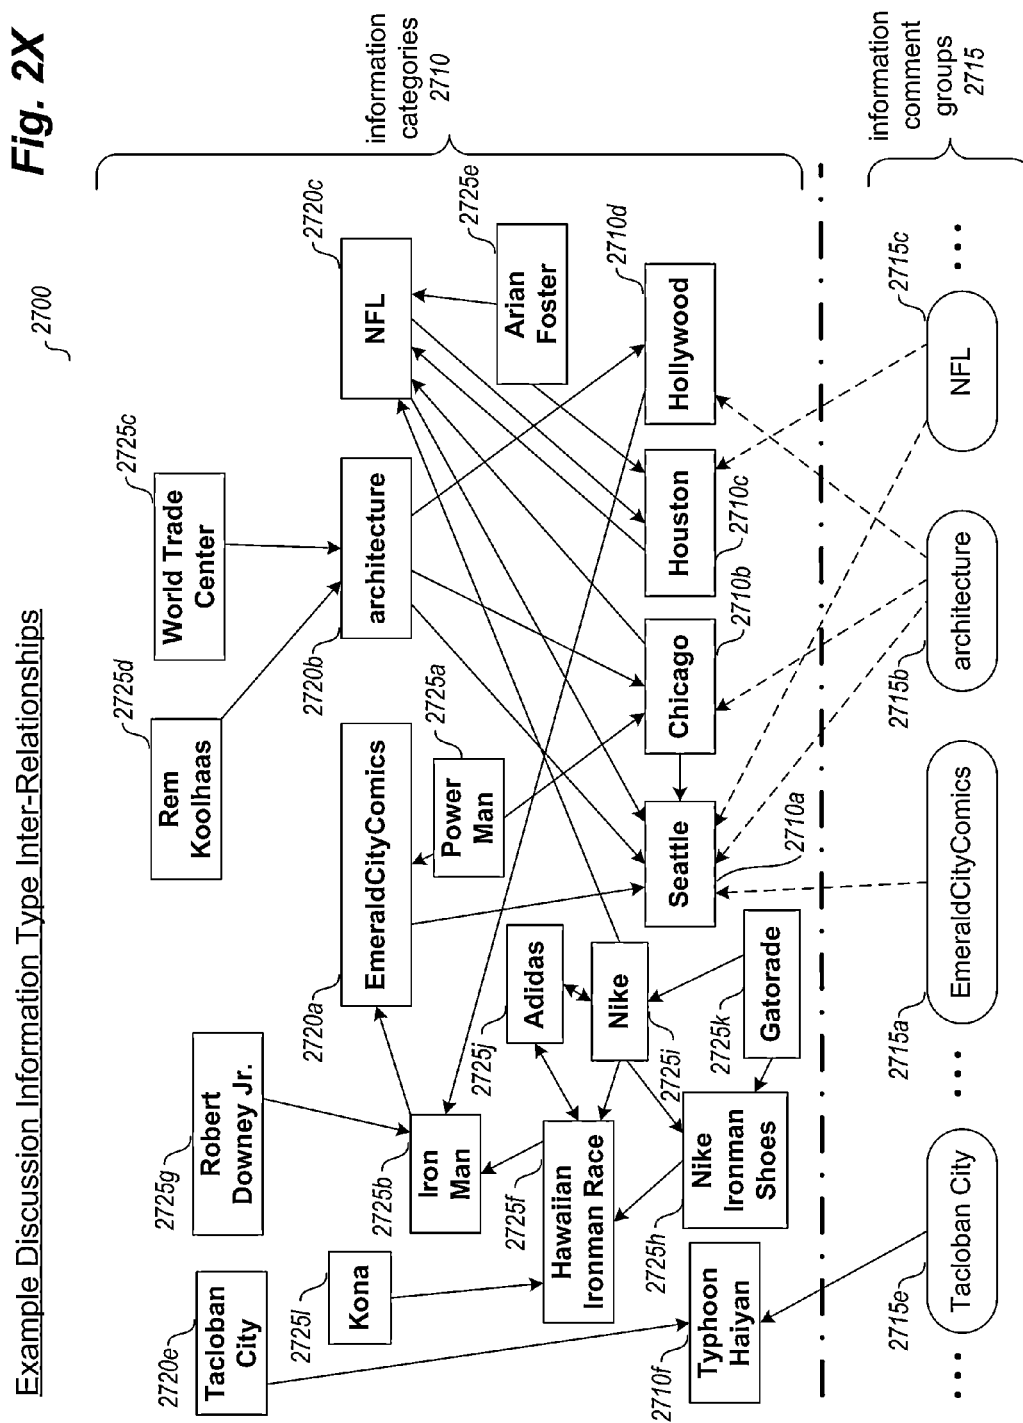 Example Discussion Information Type Inter-Relationships
2700
Fig. 2X
2720e
Tacloban
City
2725g
Robert
Downey Jr.
2725d
Rem
Koolhaas
2725c
World Trade
Center
2725l
Kona
2725b
Iron
Man
2720a
EmeraldCityComics
2725a
Power
Man
2720b
architecture
2720c
NFL
2725e
Arian
Foster
2725f
Hawaiian
Ironman Race
2725j
Adidas
Nike
2725i
2725h
Nike
Ironman
Shoes
2725k
Gatorade
2710f
Typhoon
Haiyan
Seattle
2710a
Chicago
2710b
Houston
2710c
Hollywood
2710d
information
categories
2710
2715e
Tacloban City
2715a
EmeraldCityComics
2715b
architecture
2715c
NFL
information
comment
groups
2715